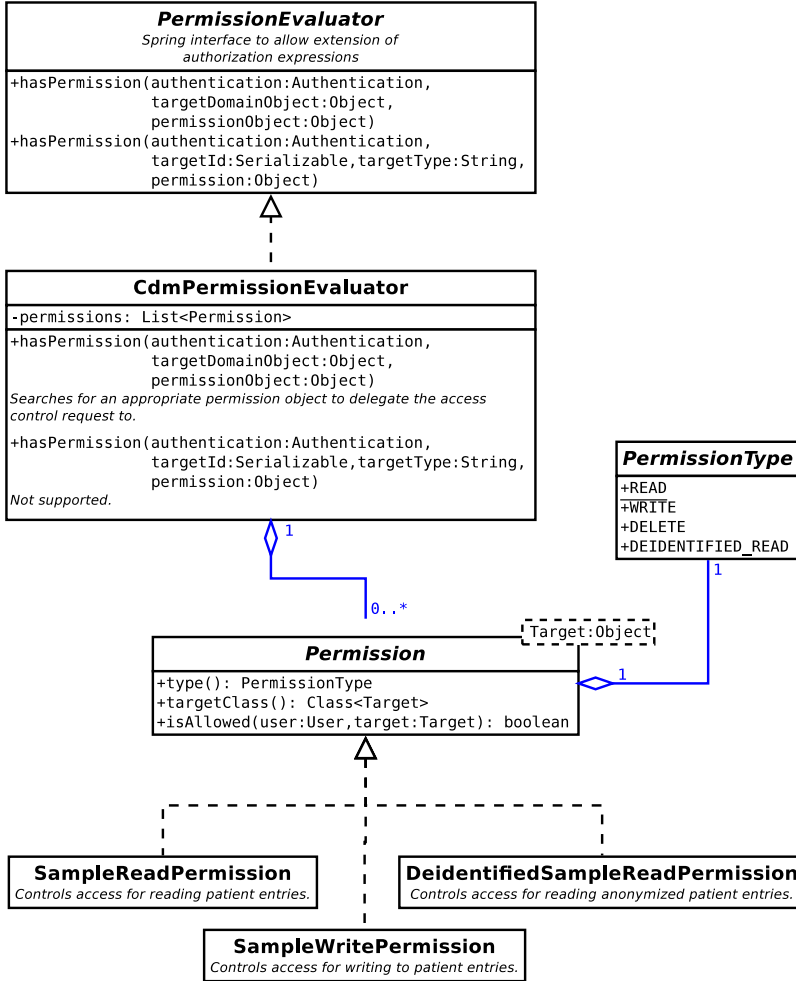 PermissionEvaluator
Spring interface to allow extension of
authorization expressions
+hasPermission(authentication:Authentication,
targetDomainObject:Object,
permissionObject:Object)
+hasPermission(authentication:Authentication,
targetId:Serializable,targetType:String,
permission:Object)
CdmPermissionEvaluator
-permissions: List<Permission>
+hasPermission(authentication:Authentication,
targetDomainObject:Object,
permissionObject:Object)
Searches for an appropriate permission object to delegate the access
control request to.
+hasPermission(authentication:Authentication,
targetId:Serializable,targetType:String,
permission:Object)
Not supported.
PermissionType
+READ
+WRITE
+DELETE
+DEIDENTIFIED_READ
1
1
0..*
Target:Object
Permission
1
+type(): PermissionType
+targetClass(): Class<Target>
+isAllowed(user:User,target:Target): boolean
SampleReadPermission
Controls access for reading patient entries.
DeidentifiedSampleReadPermission
Controls access for reading anonymized patient entries.
SampleWritePermission
Controls access for writing to patient entries.